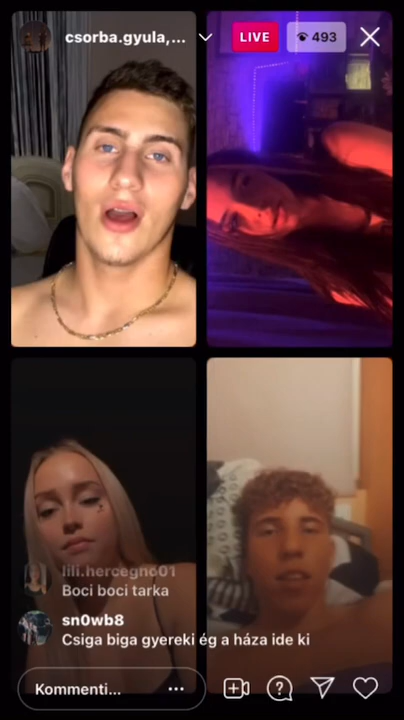 csorba.gyula,... LIVE 493
lili.hercegno01
Boci boci tarka
sn0wb8
Csiga biga gyereki ég a háza ide ki
Kommenti...